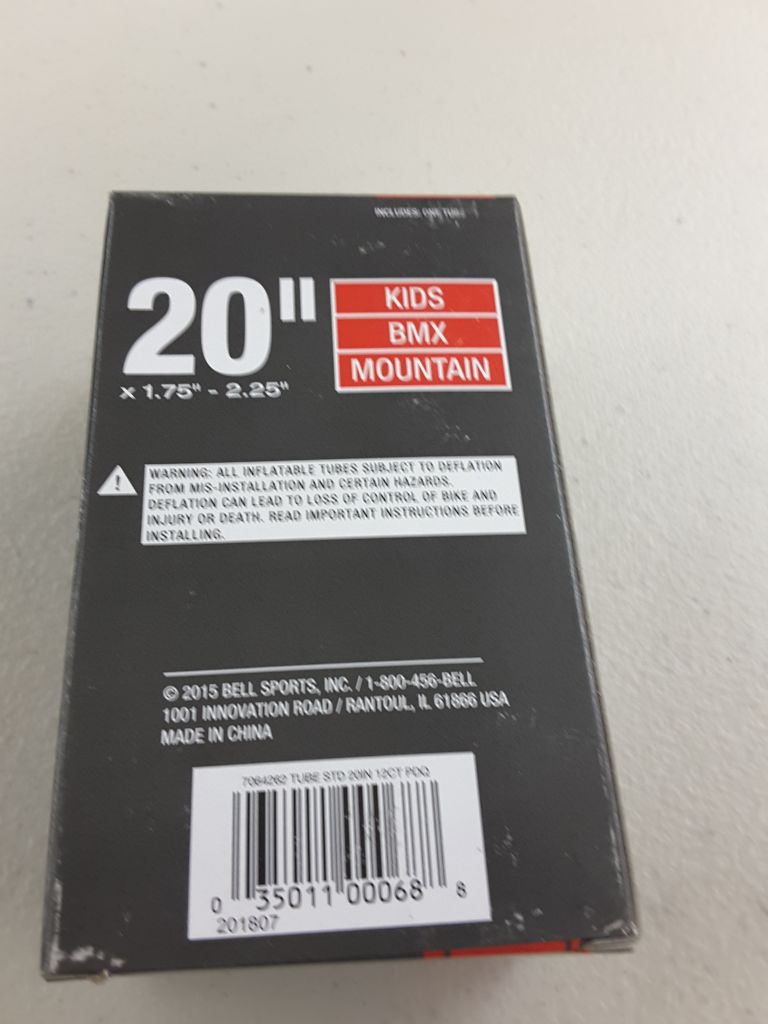 INCLUDES: ONE TUBE
20"
x 1.75" - 2.25"
KIDS
BMX
MOUNTAIN
WARNING: ALL INFLATABLE TUBES SUBJECT TO DEFLATION
FROM MIS-INSTALLATION AND CERTAIN HAZARDS.
DEFLATION CAN LEAD TO LOSS OF CONTROL OF BIKE AND
INJURY OR DEATH. READ IMPORTANT INSTRUCTIONS BEFORE
INSTALLING.
© 2015 BELL SPORTS, INC. / 1-800-456-BELL
1001 INNOVATION ROAD / RANTOUL, IL 61866 USA
MADE IN CHINA
7064262 TUBE STD 20IN 12CT PDQ
0 35011 00068 8
201807